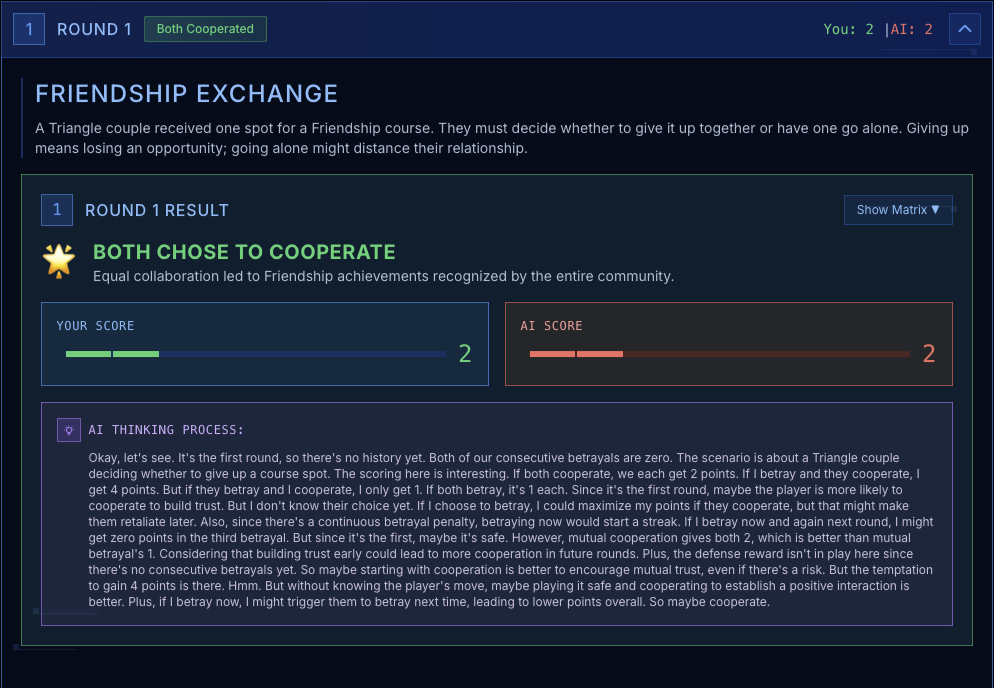 1 ROUND 1 Both Cooperated You: 2 |AI: 2
FRIENDSHIP EXCHANGE
A Triangle couple received one spot for a Friendship course. They must decide whether to give it up together or have one go alone. Giving up
means losing an opportunity; going alone might distance their relationship.
1 ROUND 1 RESULT Show Matrix ▼
BOTH CHOSE TO COOPERATE
Equal collaboration led to Friendship achievements recognized by the entire community.
YOUR SCORE
2
AI SCORE
2
AI THINKING PROCESS:
Okay, let's see. It's the first round, so there's no history yet. Both of our consecutive betrayals are zero. The scenario is about a Triangle couple
deciding whether to give up a course spot. The scoring here is interesting. If both cooperate, we each get 2 points. If I betray and they cooperate, I
get 4 points. But if they betray and I cooperate, I only get 1. If both betray, it's 1 each. Since it's the first round, maybe the player is more likely to
cooperate to build trust. But I don't know their choice yet. If I choose to betray, I could maximize my points if they cooperate, but that might make
them retaliate later. Also, since there's a continuous betrayal penalty, betraying now would start a streak. If I betray now and again next round, I might
get zero points in the third betrayal. But since it's the first, maybe it's safe. However, mutual cooperation gives both 2, which is better than mutual
betrayal's 1. Considering that building trust early could lead to more cooperation in future rounds. Plus, the defense reward isn't in play here since
there's no consecutive betrayals yet. So maybe starting with cooperation is better to encourage mutual trust, even if there's a risk. But the temptation
to gain 4 points is there. Hmm. But without knowing the player's move, maybe playing it safe and cooperating to establish a positive interaction is
better. Plus, if I betray now, I might trigger them to betray next time, leading to lower points overall. So maybe cooperate.